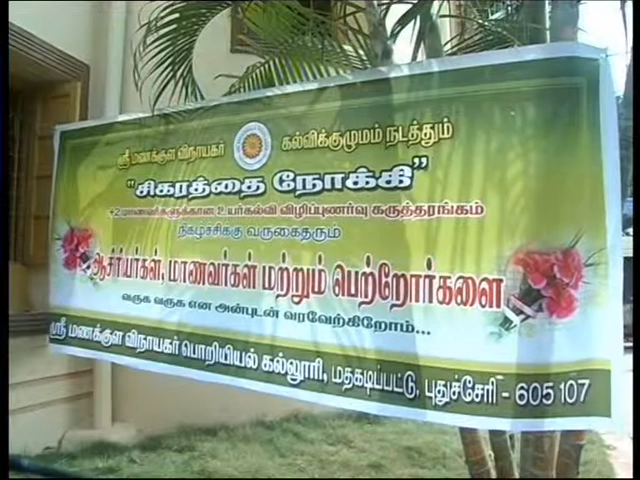 ஸ்ரீ மணக்குள விநாயகர் கல்விக்குழுமம் நடத்தும்
"சிகரத்தை நோக்கி"
+2 மாணவர்களுக்கான உயர்கல்வி விழிப்புணர்வு கருத்தரங்கம்
நிகழ்ச்சிக்கு வருகைதரும்
ஆசிரியர்கள், மாணவர்கள் மற்றும் பெற்றோர்களை
வருக வருக என அன்புடன் வரவேற்கிறோம்...
ஸ்ரீ மணக்குள விநாயகர் பொறியியல் கல்லூரி, மதகடிப்பட்டு, புதுச்சேரி - 605 107